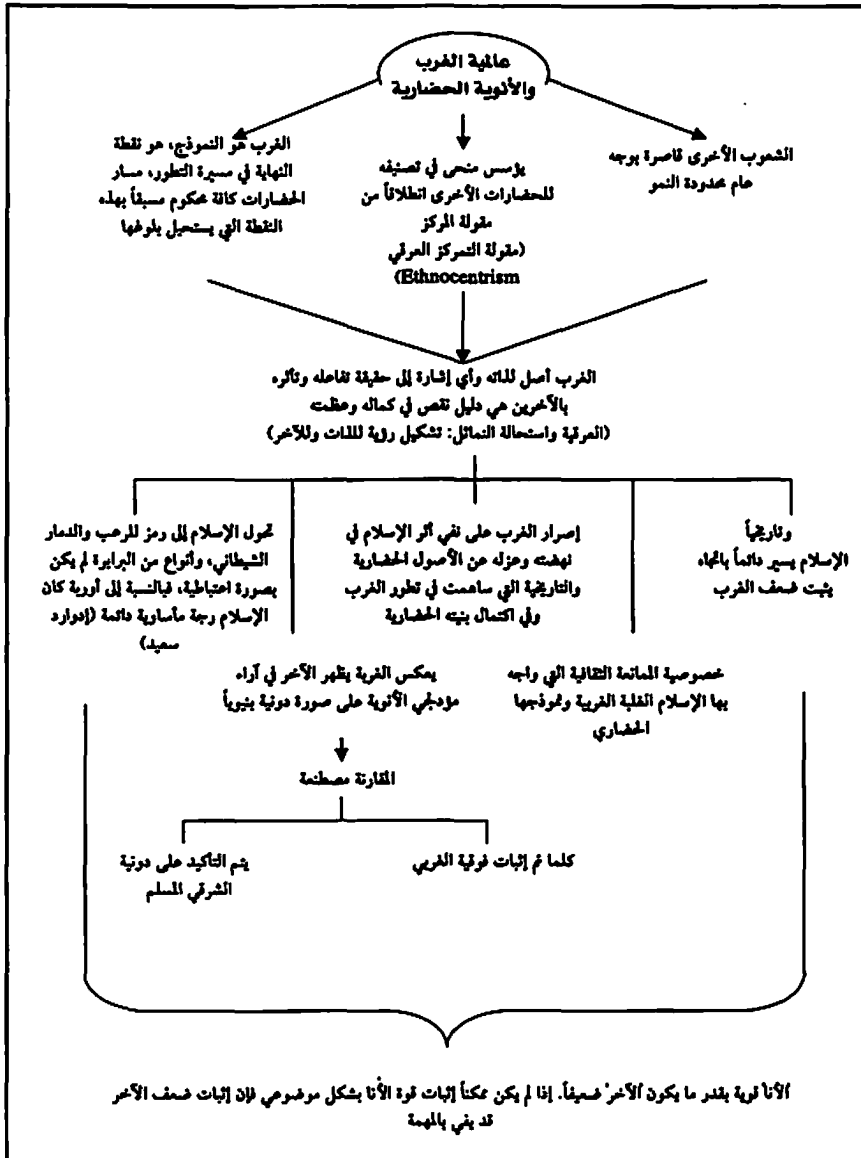 عالمية الغرب
والأنوية الحضارية
الشعوب الأخرى قاصرة بوجه
عام محدودة النمو
يؤسس منحى في تصنيفه
للحضارات الأخرى انطلاقاً من
مقولة المركز
(مقولة التمركز العرقي
Ethnocentrism)
الغرب هو النموذج، هو نقطة
النهاية في مسيرة التطور، مسار
الحضارات كافة محكوم مسبقاً بهذه
النقطة التي يستحيل بلوغها
الغرب أصل لذاته وأي إشارة إلى حقيقة تفاعله وتأثره
بالآخرين هي دليل نقص في كماله وعظمته
(العرقية واستحالة التماثل: تشكيل رؤية للذات وللآخر)
وتاريخياً
الإسلام يسير دائماً باتجاه
يثبت ضعف الغرب
إصرار الغرب على نفي أثر الإسلام في
نهضته وعزله عن الأصول الحضارية
والتاريخية التي ساهمت في تطور الغرب
وفي اكتمال بنيته الحضارية
تحول الإسلام إلى رمز للرعب والدمار
الشيطاني، وأنواع من البرابرة لم يكن
بصورة اعتباطية، فبالنسبة إلى أوربة كان
الإسلام رجة مأساوية دائمة (إدوارد
سعيد)
خصوصية الممانعة الثقافية التي واجه
بها الإسلام الغلبة الغربية ونموذجها
الحضاري
بعكس الغربة يظهر الآخر في آراء
مؤدلجي الأنوية على صورة دونية بنيوياً
المقارنة مصطنعة
كلما تم إثبات فوقية الغربي
يتم التأكيد على دونية
الشرقي المسلم
الأنا قوية بقدر ما يكون الآخر ضعيفاً. إذا لم يكن ممكناً إثبات قوة الأنا بشكل موضوعي فإن إثبات ضعف الآخر
قد يفي بالمهمة